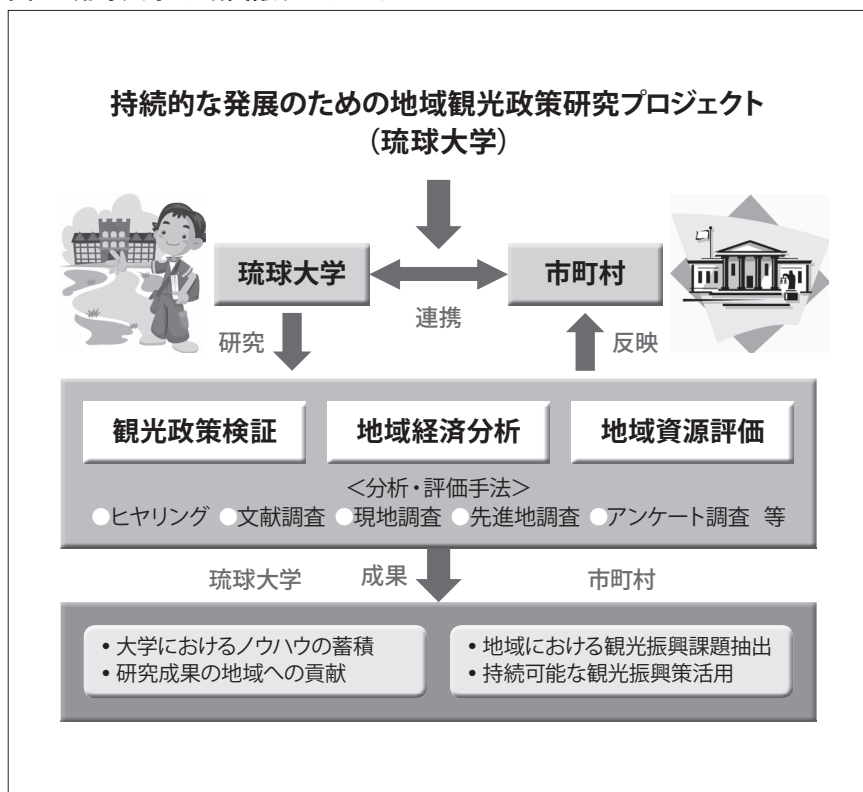 持続的な発展のための地域観光政策研究プロジェクト
（琉球大学）
琉球大学
市町村
連携
研究
反映
観光政策検証
地域経済分析
地域資源評価
＜分析・評価手法＞
●ヒヤリング ●文献調査 ●現地調査 ●先進地調査 ●アンケート調査 等
琉球大学 成果 市町村
• 大学におけるノウハウの蓄積
• 研究成果の地域への貢献
• 地域における観光振興課題抽出
• 持続可能な観光振興策活用